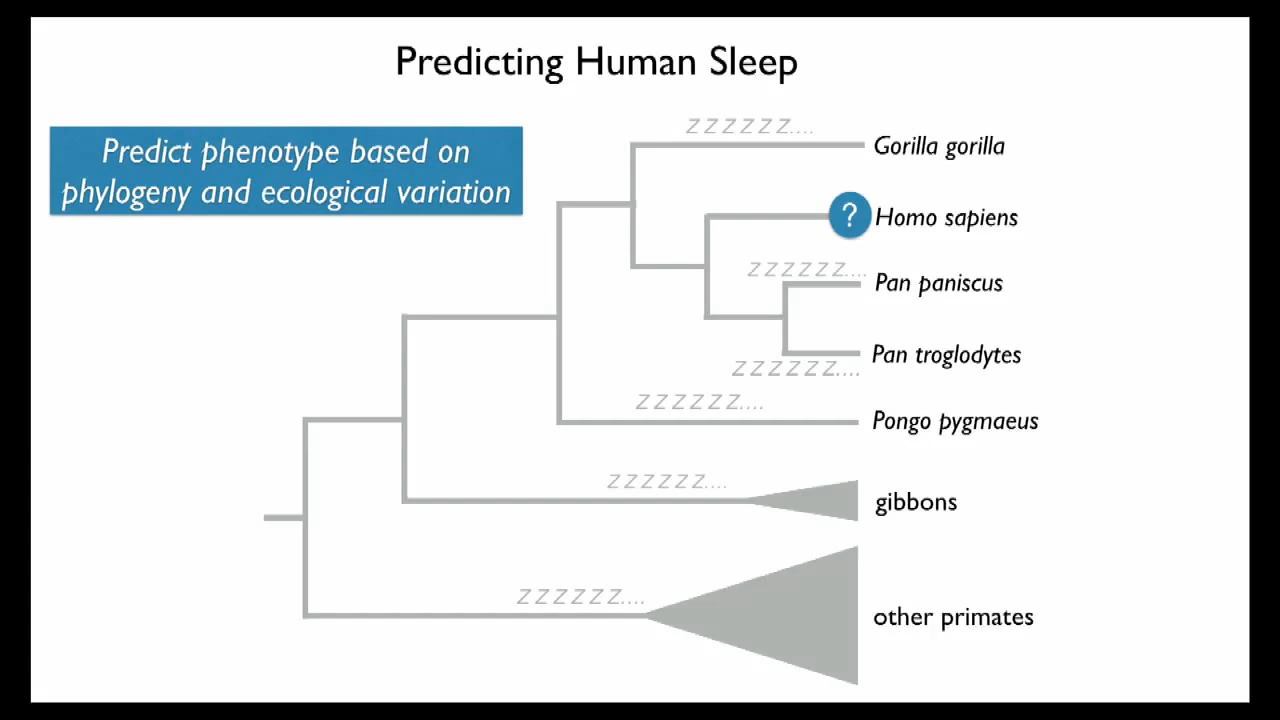 Predicting Human Sleep
Predict phenotype based on
phylogeny and ecological variation
Z Z Z Z Z Z....
Gorilla gorilla
?
Homo sapiens
Z Z Z Z Z Z....
Pan paniscus
Pan troglodytes
Z Z Z Z Z Z....
Z Z Z Z Z Z....
Pongo pygmaeus
Z Z Z Z Z Z....
gibbons
Z Z Z Z Z Z....
other primates